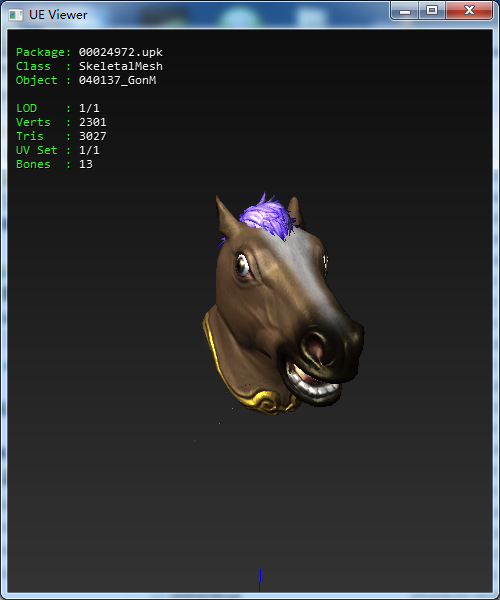 UE Viewer
Package: 00024972.upk
Class  : SkeletalMesh
Object : 040137_GonM
LOD    : 1/1
Verts  : 2301
Tris   : 3027
UV Set : 1/1
Bones  : 13